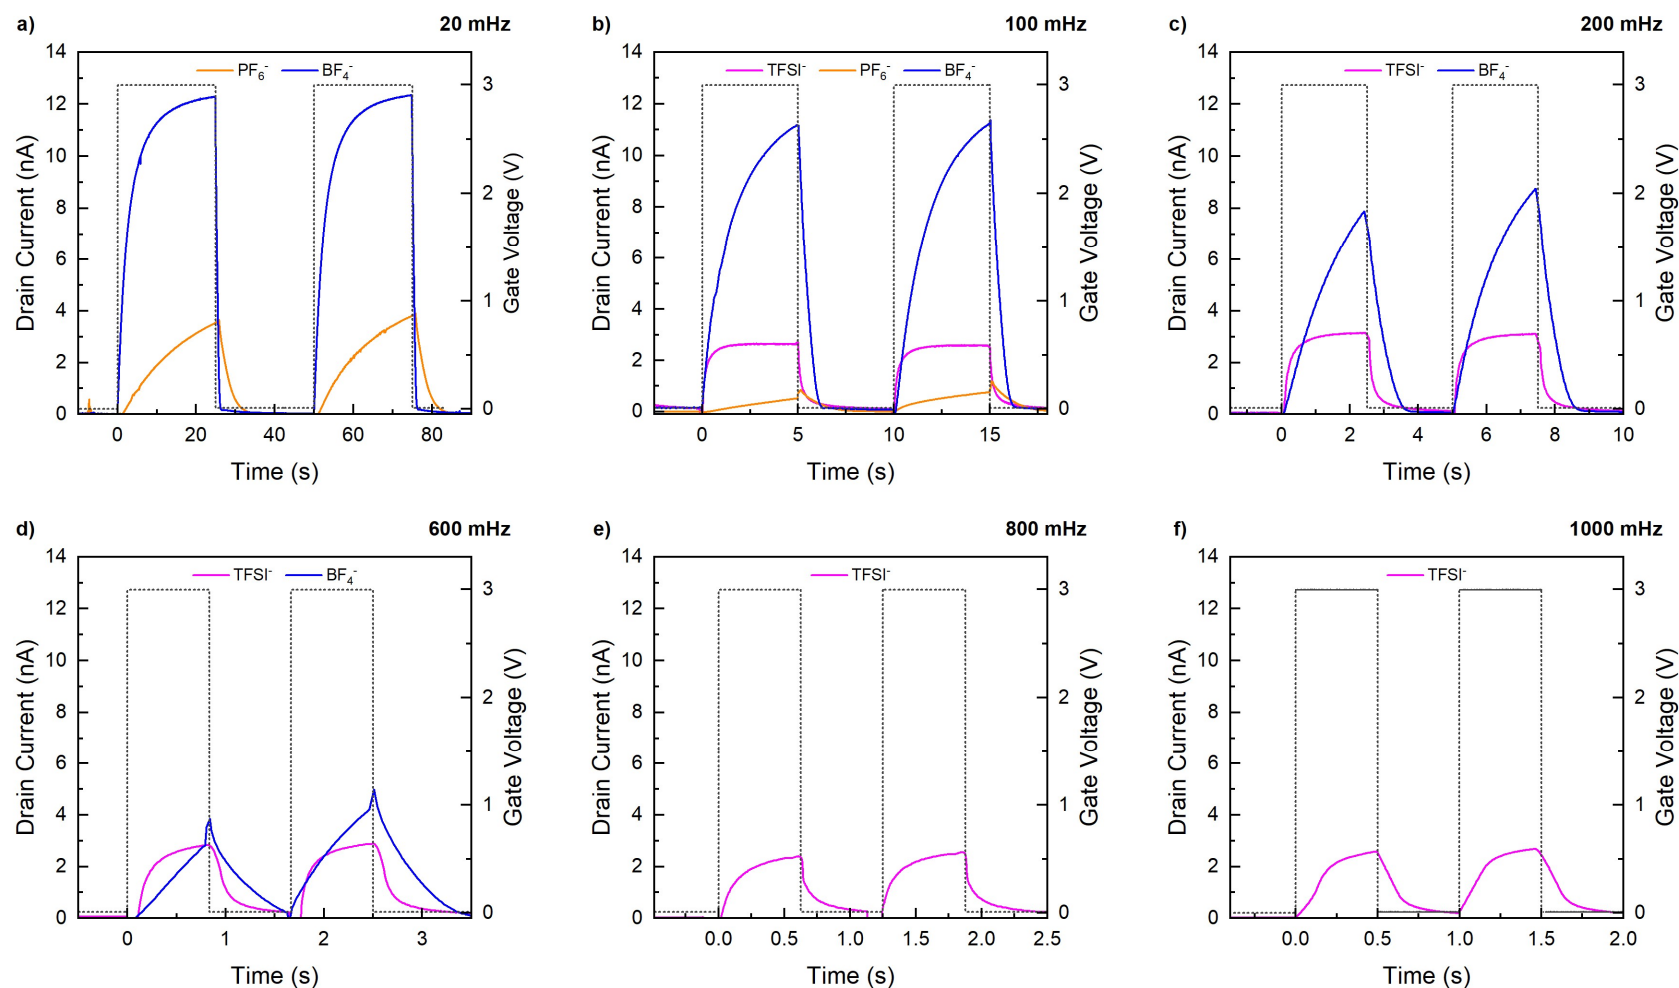 a) 20 mHz
PF6- BF4-
14
12
10
8
6
4
2
0
Drain Current (nA)
3
2
1
0
Gate Voltage (V)
0 20 40 60 80
Time (s)
b) 100 mHz
TFSI- PF6- BF4-
14
12
10
8
6
4
2
0
Drain Current (nA)
3
2
1
0
Gate Voltage (V)
0 5 10 15
Time (s)
c) 200 mHz
TFSI- BF4-
14
12
10
8
6
4
2
0
Drain Current (nA)
3
2
1
0
Gate Voltage (V)
0 2 4 6 8 10
Time (s)
d) 600 mHz
TFSI- BF4-
14
12
10
8
6
4
2
0
Drain Current (nA)
3
2
1
0
Gate Voltage (V)
0 1 2 3
Time (s)
e) 800 mHz
TFSI-
14
12
10
8
6
4
2
0
Drain Current (nA)
3
2
1
0
Gate Voltage (V)
0.0 0.5 1.0 1.5 2.0 2.5
Time (s)
f) 1000 mHz
TFSI-
14
12
10
8
6
4
2
0
Drain Current (nA)
3
2
1
0
Gate Voltage (V)
0.0 0.5 1.0 1.5 2.0
Time (s)